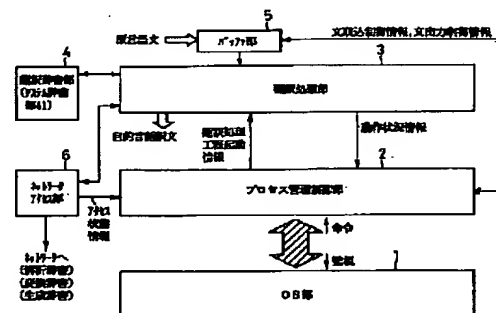 5
原言語文
バッファ部
文取込制御情報，文出力制御情報
4
3
翻訳辞書部
(システム辞書
部41)
翻訳処理部
目的言語訳文
翻訳処理
工程起動
情報
動作状況情報
6
2
ネットワーク
アクセス部
アクセス
状態
情報
プロセス管理制御部
命令
監視
ネットワークへ
(解析辞書)
(変換辞書)
(生成辞書)
1
OS部